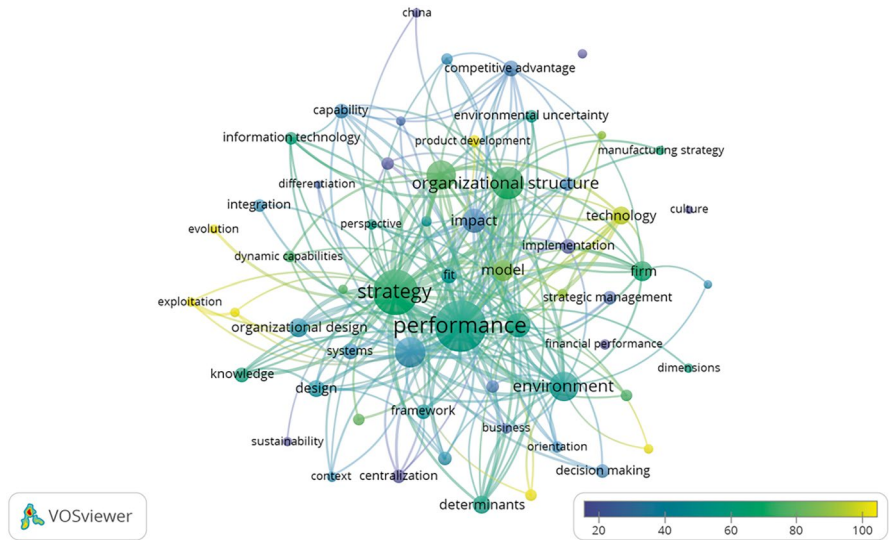 china
competitive advantage
capability
environmental uncertainty
information technology
product development
manufacturing strategy
differentiation
organizational structure
integration
culture
technology
perspective
impact
evolution
implementation
dynamic capabilities
fit
model
firm
strategy
strategic management
exploitation
organizational design
performance
systems
financial performance
knowledge
dimensions
design
environment
framework
business
sustainability
orientation
context
centralization
decision making
determinants
VOSviewer
20 40 60 80 100